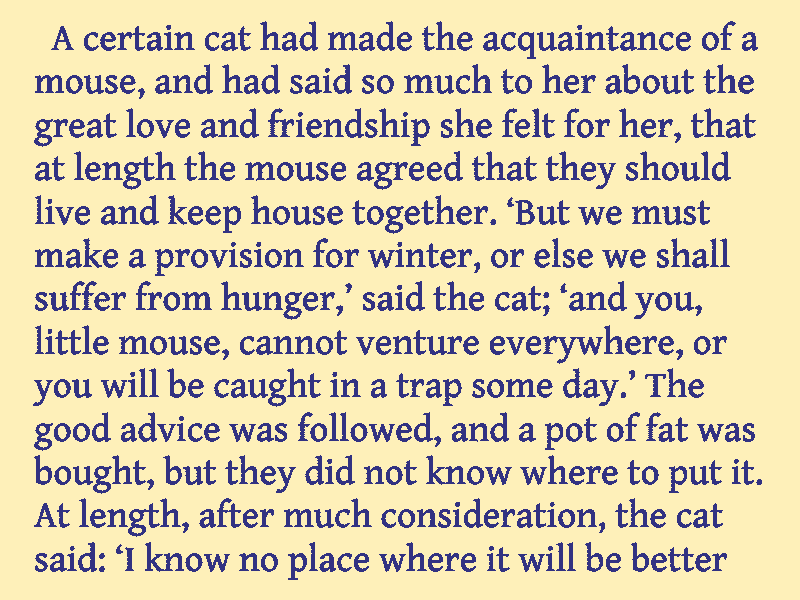 A certain cat had made the acquaintance of a
mouse, and had said so much to her about the
great love and friendship she felt for her, that
at length the mouse agreed that they should
live and keep house together. ‘But we must
make a provision for winter, or else we shall
suffer from hunger,’ said the cat; ‘and you,
little mouse, cannot venture everywhere, or
you will be caught in a trap some day.’ The
good advice was followed, and a pot of fat was
bought, but they did not know where to put it.
At length, after much consideration, the cat
said: ‘I know no place where it will be better